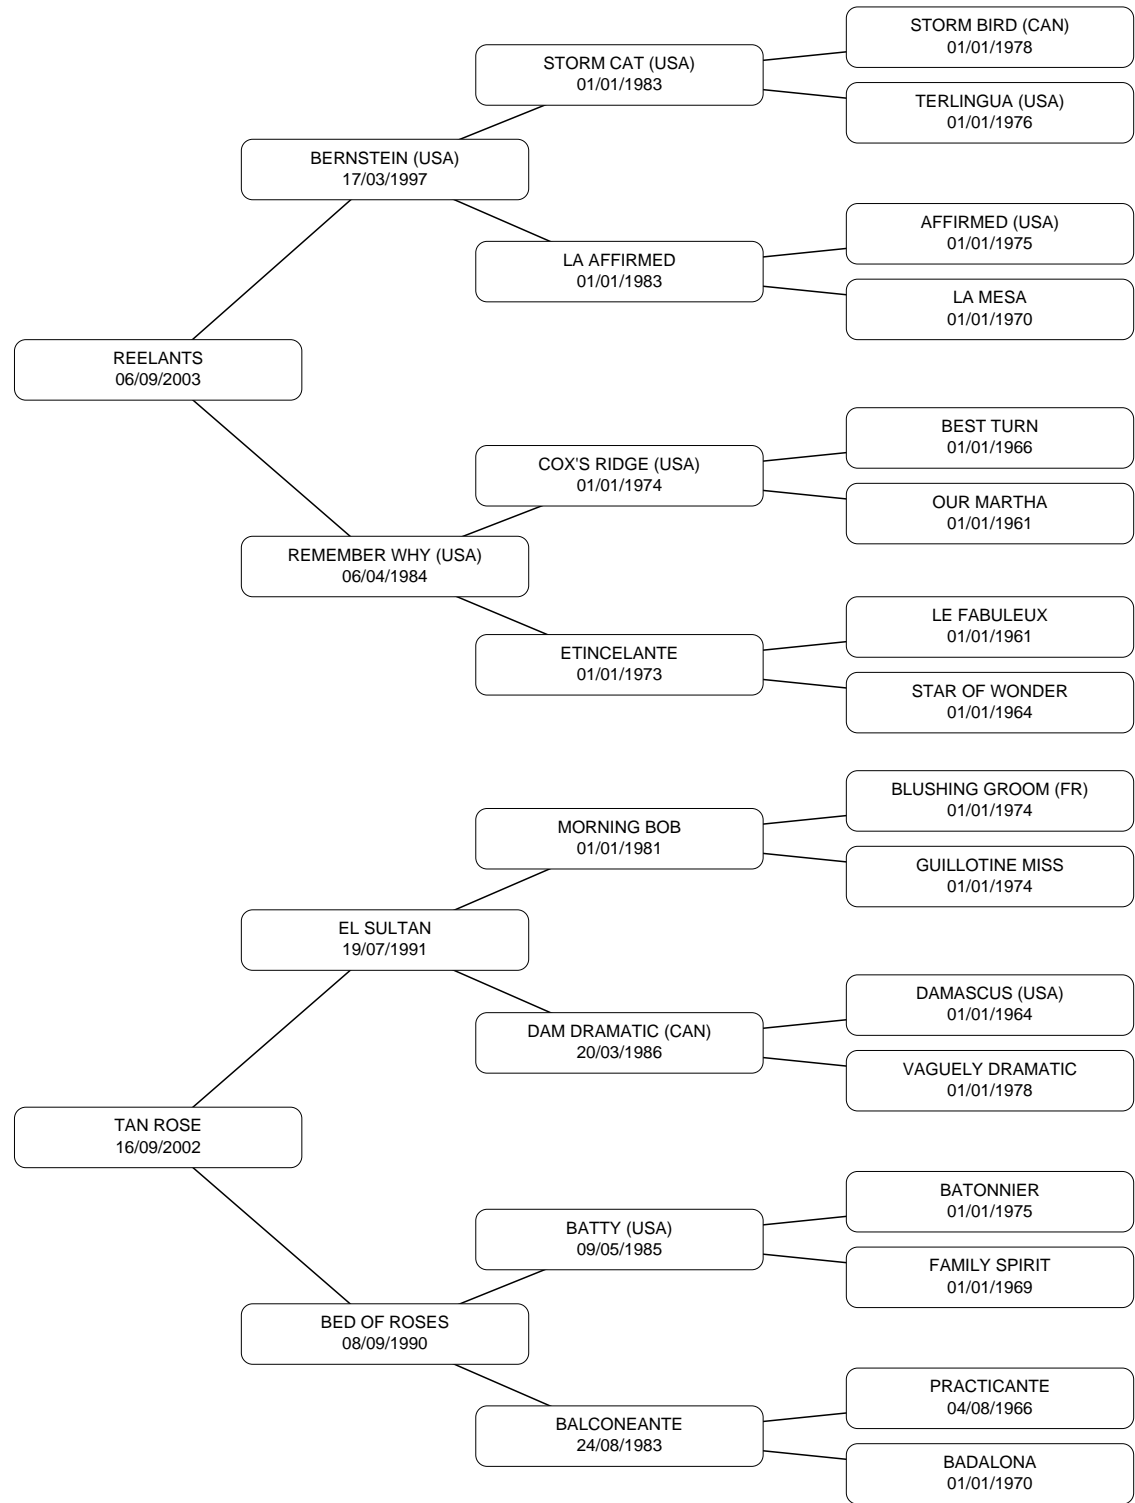 STORM BIRD (CAN)
01/01/1978
STORM CAT (USA)
01/01/1983
TERLINGUA (USA)
01/01/1976
BERNSTEIN (USA)
17/03/1997
AFFIRMED (USA)
01/01/1975
LA AFFIRMED
01/01/1983
LA MESA
01/01/1970
REELANTS
06/09/2003
BEST TURN
01/01/1966
COX'S RIDGE (USA)
01/01/1974
OUR MARTHA
01/01/1961
REMEMBER WHY (USA)
06/04/1984
LE FABULEUX
01/01/1961
ETINCELANTE
01/01/1973
STAR OF WONDER
01/01/1964
BLUSHING GROOM (FR)
01/01/1974
MORNING BOB
01/01/1981
GUILLOTINE MISS
01/01/1974
EL SULTAN
19/07/1991
DAMASCUS (USA)
01/01/1964
DAM DRAMATIC (CAN)
20/03/1986
VAGUELY DRAMATIC
01/01/1978
TAN ROSE
16/09/2002
BATONNIER
01/01/1975
BATTY (USA)
09/05/1985
FAMILY SPIRIT
01/01/1969
BED OF ROSES
08/09/1990
PRACTICANTE
04/08/1966
BALCONEANTE
24/08/1983
BADALONA
01/01/1970